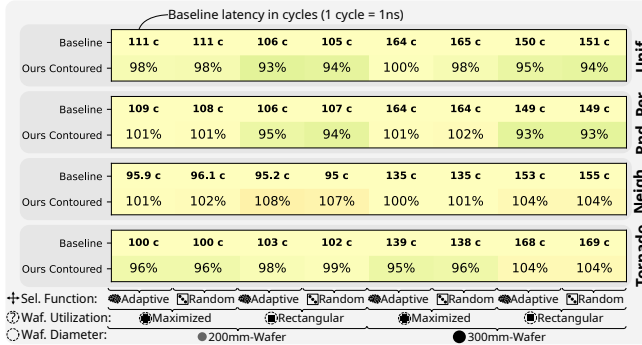 Baseline latency in cycles (1 cycle = 1ns)
Baseline 111 c 111 c 106 c 105 c 164 c 165 c 150 c 151 c
Ours Contoured 98% 98% 93% 94% 100% 98% 95% 94%
Unif.
Baseline 109 c 108 c 106 c 107 c 164 c 164 c 149 c 149 c
Ours Contoured 101% 101% 95% 94% 101% 102% 93% 93%
Baseline 95.9 c 96.1 c 95.2 c 95 c 135 c 135 c 153 c 155 c
Ours Contoured 101% 102% 108% 107% 100% 101% 104% 104%
Neigh.
Baseline 100 c 100 c 103 c 102 c 139 c 138 c 168 c 169 c
Ours Contoured 96% 96% 98% 99% 95% 96% 104% 104%
Tornado
Sel. Function: Adaptive Random Adaptive Random Adaptive Random Adaptive Random
Waf. Utilization: Maximized Rectangular Maximized Rectangular
Waf. Diameter: 200mm-Wafer 300mm-Wafer